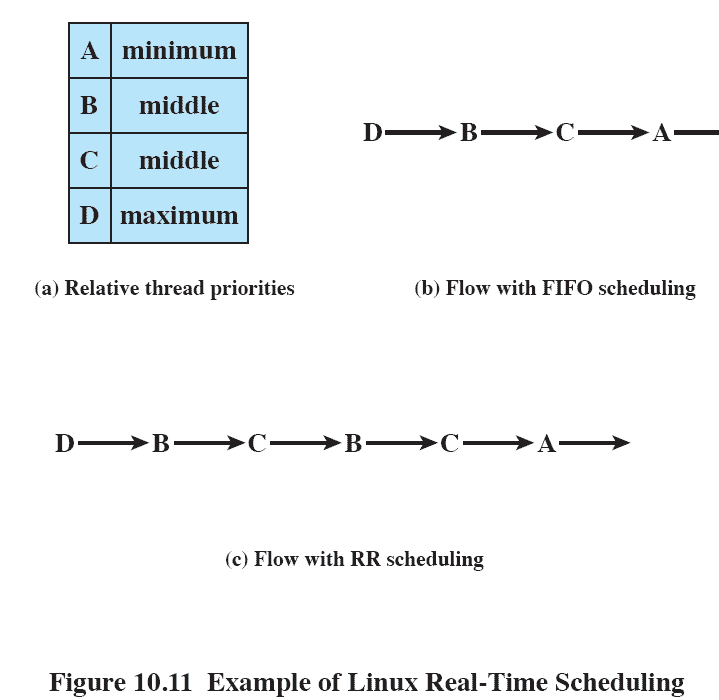 A minimum
B middle
C middle
D maximum
D B C A
(a) Relative thread priorities
(b) Flow with FIFO scheduling
D B C B C A
(c) Flow with RR scheduling
Figure 10.11 Example of Linux Real-Time Scheduling